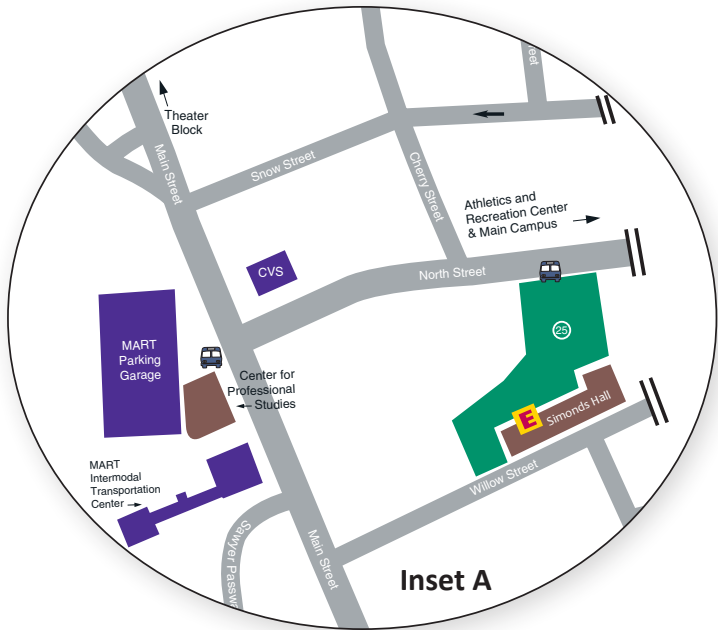 Theater
Block
Main Street
Snow Street
Cherry Street
Athletics and
Recreation Center
& Main Campus
CVS
North Street
25
MART
Parking
Garage
Center for
Professional
Studies
E
Simonds Hall
MART
Intermodal
Transportation
Center
Willow Street
Sawyer
Main Street
Inset A